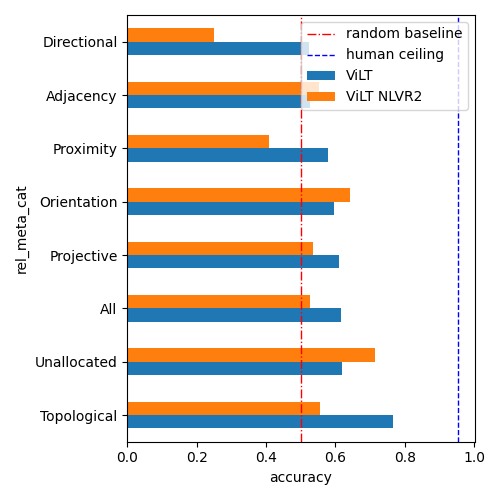 random baseline
human ceiling
ViLT
ViLT NLVR2
Directional
Adjacency
Proximity
Orientation
Projective
All
Unallocated
Topological
rel_meta_cat
0.0 0.2 0.4 0.6 0.8 1.0
accuracy